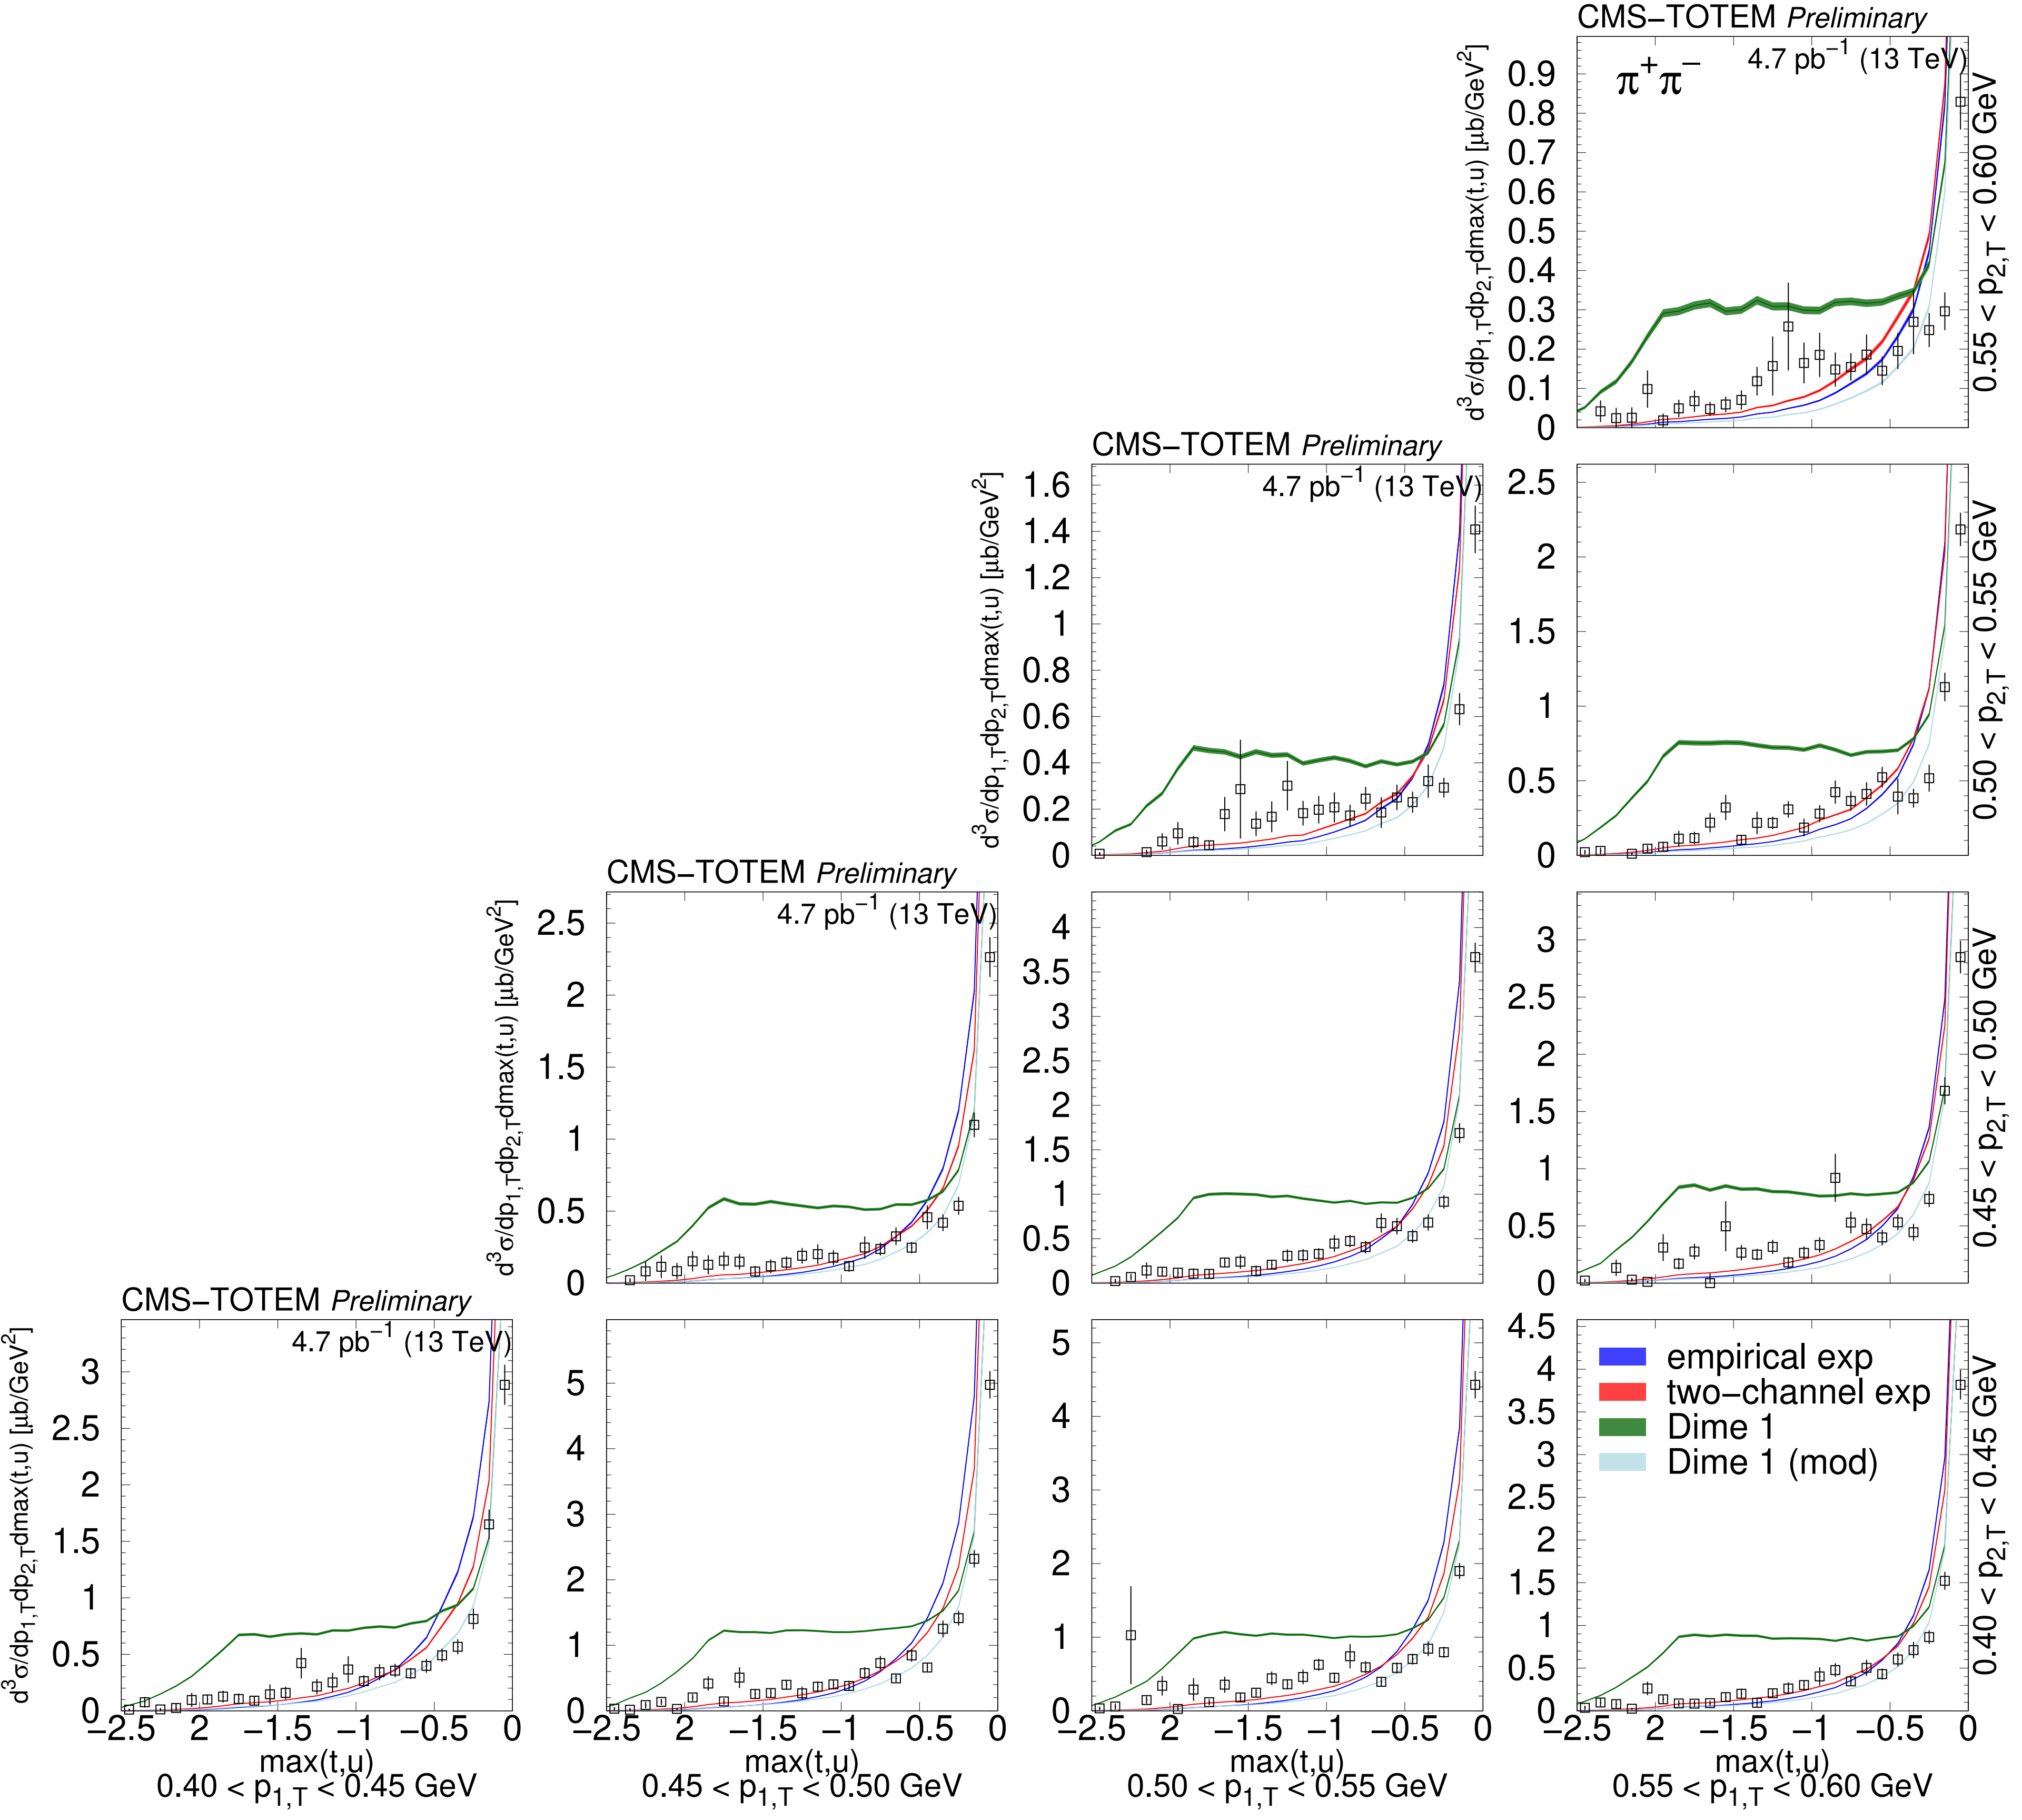 CMS−TOTEM Preliminary
4.7 pb−1 (13 TeV)
π+π−
d3σ/dp1,Tdp2,Tdmax(t,u) [μb/GeV2]
0.9
0.8
0.7
0.6
0.5
0.4
0.3
0.2
0.1
0
0.55 < p2,T < 0.60 GeV
CMS−TOTEM Preliminary
4.7 pb−1 (13 TeV)
d3σ/dp1,Tdp2,Tdmax(t,u) [μb/GeV2]
1.6
1.4
1.2
1
0.8
0.6
0.4
0.2
0
2.5
2
1.5
1
0.5
0
0.50 < p2,T < 0.55 GeV
CMS−TOTEM Preliminary
4.7 pb−1 (13 TeV)
d3σ/dp1,Tdp2,Tdmax(t,u) [μb/GeV2]
2.5
2
1.5
1
0.5
0
4
3.5
3
2.5
2
1.5
1
0.5
0
3
2.5
2
1.5
1
0.5
0
0.45 < p2,T < 0.50 GeV
CMS−TOTEM Preliminary
4.7 pb−1 (13 TeV)
d3σ/dp1,Tdp2,Tdmax(t,u) [μb/GeV2]
3
2.5
2
1.5
1
0.5
0
5
4
3
2
1
0
5
4
3
2
1
0
4.5
4
3.5
3
2.5
2
1.5
1
0.5
0
empirical exp
two−channel exp
Dime 1
Dime 1 (mod)
0.40 < p2,T < 0.45 GeV
−2.5 2 −1.5 −1 −0.5 0
−2.5 2 −1.5 −1 −0.5 0
−2.5 2 −1.5 −1 −0.5 0
−2.5 2 −1.5 −1 −0.5 0
max(t,u) max(t,u) max(t,u) max(t,u)
0.40 < p1,T < 0.45 GeV
0.45 < p1,T < 0.50 GeV
0.50 < p1,T < 0.55 GeV
0.55 < p1,T < 0.60 GeV